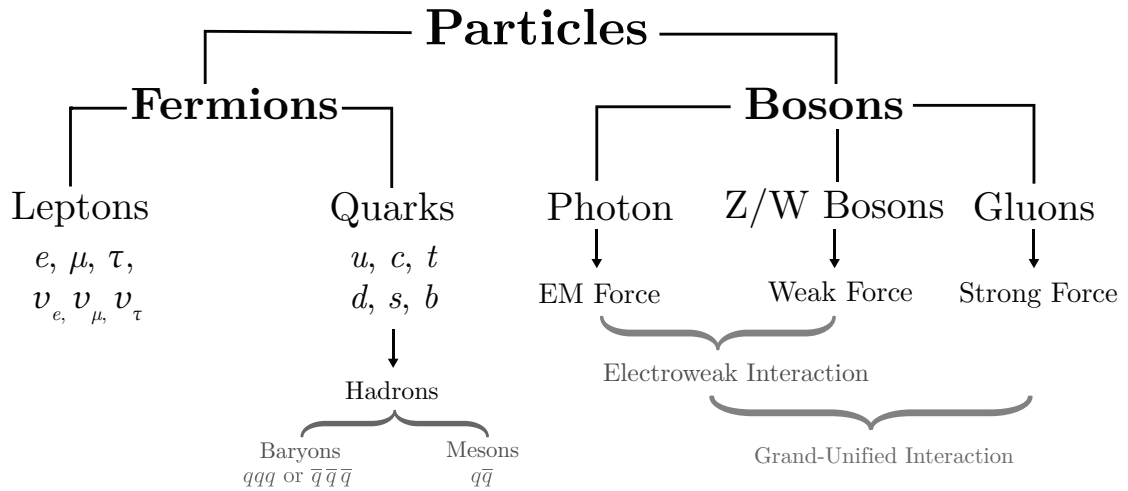 Particles
Fermions
Bosons
Leptons
Quarks
Photon
Z/W Bosons
Gluons
e, μ, τ,
υe, υμ, υτ
u, c, t
d, s, b
EM Force
Weak Force
Strong Force
Electroweak Interaction
Hadrons
Baryons
Mesons
qqq or q̅ q̅ q̅
qq̅
Grand-Unified Interaction